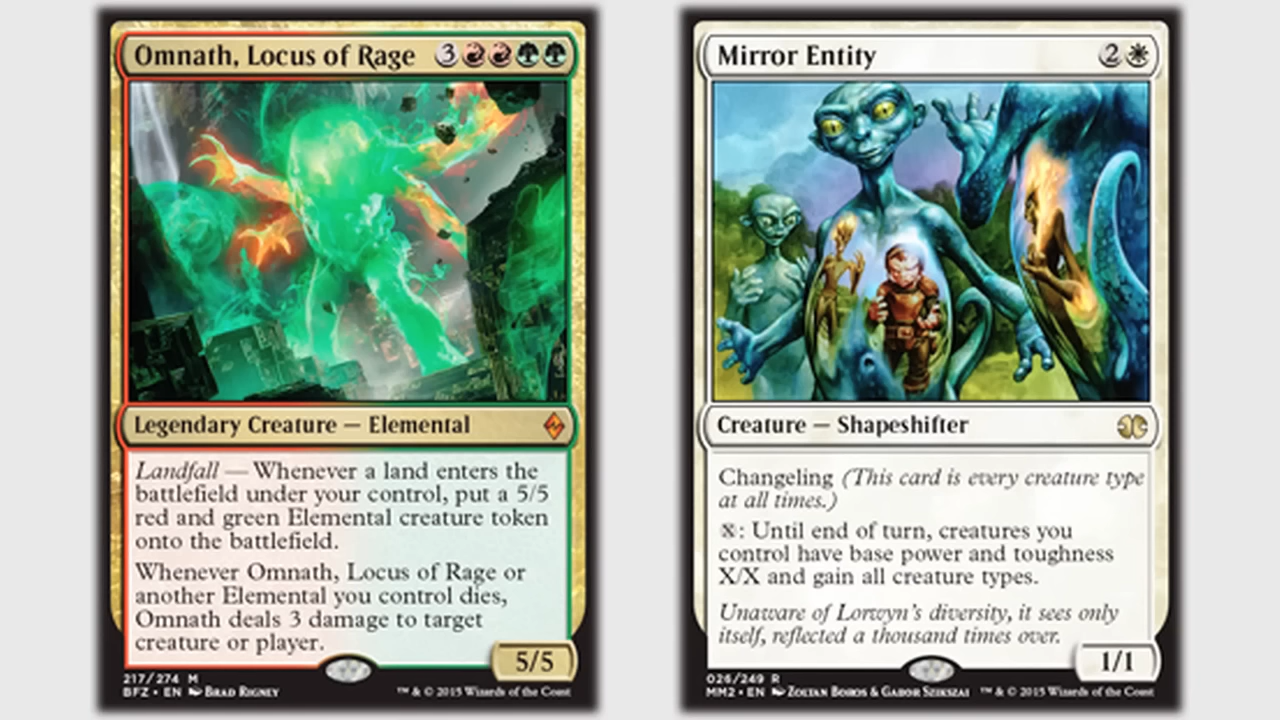 Omnath, Locus of Rage 3
Legendary Creature — Elemental
Landfall — Whenever a land enters the
battlefield under your control, put a 5/5
red and green Elemental creature token
onto the battlefield.
Whenever Omnath, Locus of Rage or
another Elemental you control dies,
Omnath deals 3 damage to target
creature or player.
5/5
217/274 M
BFZ • EN Brad Rigney
™ & © 2015 Wizards of the Coast
Mirror Entity 2
Creature — Shapeshifter
Changeling (This card is every creature type
at all times.)
X: Until end of turn, creatures you
control have base power and toughness
X/X and gain all creature types.
Unaware of Lorwyn's diversity, it sees only
itself, reflected a thousand times over.
1/1
026/249 R
MM2 • EN Zoltan Boros & Gabor Szikszai
™ & © 2015 Wizards of the Coast